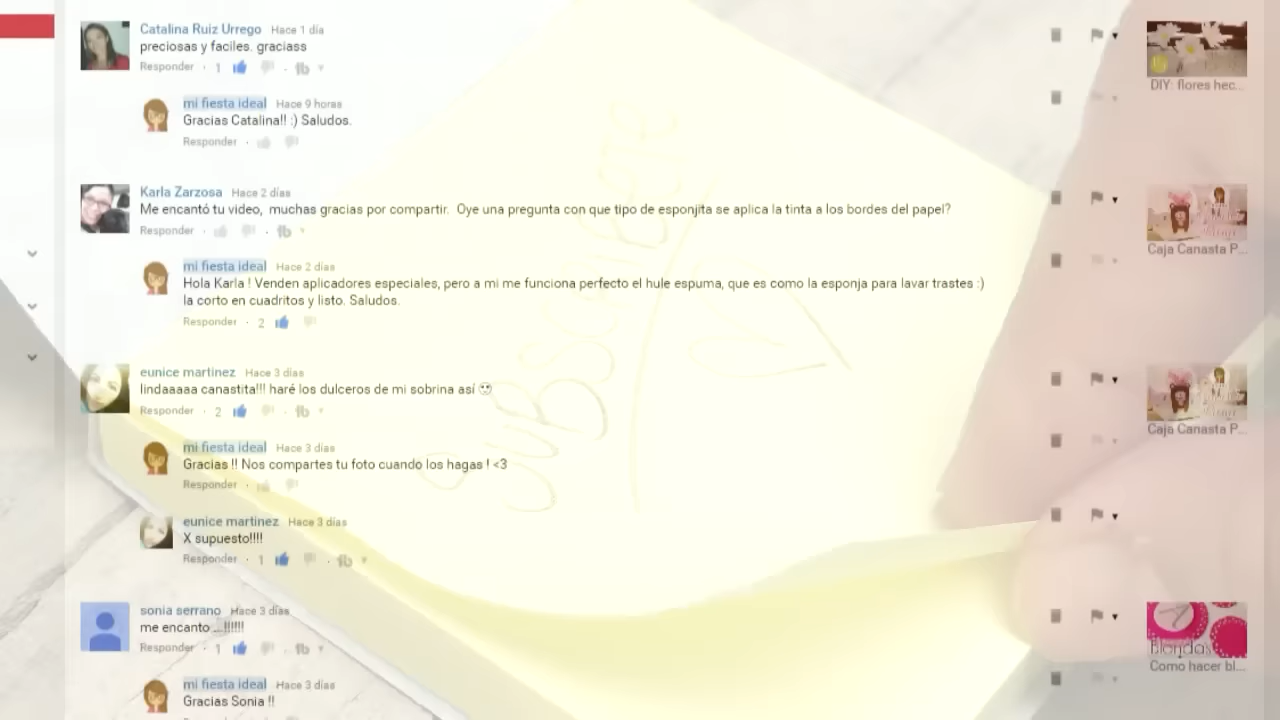 Catalina Ruiz Urrego Hace 1 día
preciosas y faciles. graciass
Responder · 1
DIY: flores hec...
mi fiesta ideal Hace 9 horas
Gracias Catalina!! :) Saludos.
Responder ·
Karla Zarzosa Hace 2 días
Me encantó tu video, muchas gracias por compartir. Oye una pregunta con que tipo de esponjita se aplica la tinta a los bordes del papel?
Responder ·
Caja Canasta P...
mi fiesta ideal Hace 2 días
Hola Karla ! Venden aplicadores especiales, pero a mi me funciona perfecto el hule espuma, que es como la esponja para lavar trastes :)
la corto en cuadritos y listo. Saludos.
Responder · 2
eunice martinez Hace 3 días
lindaaaaa canastita!!! haré los dulceros de mi sobrina así 🙄
Responder · 2
Caja Canasta P...
mi fiesta ideal Hace 3 días
Gracias !! Nos compartes tu foto cuando los hagas ! <3
Responder ·
eunice martinez Hace 3 días
X supuesto!!!!
Responder · 1
sonia serrano Hace 3 días
me encanto ...!!!!!!
Responder · 1
Como hacer bl...
mi fiesta ideal Hace 3 días
Gracias Sonia !!
SUBSCRIBETE